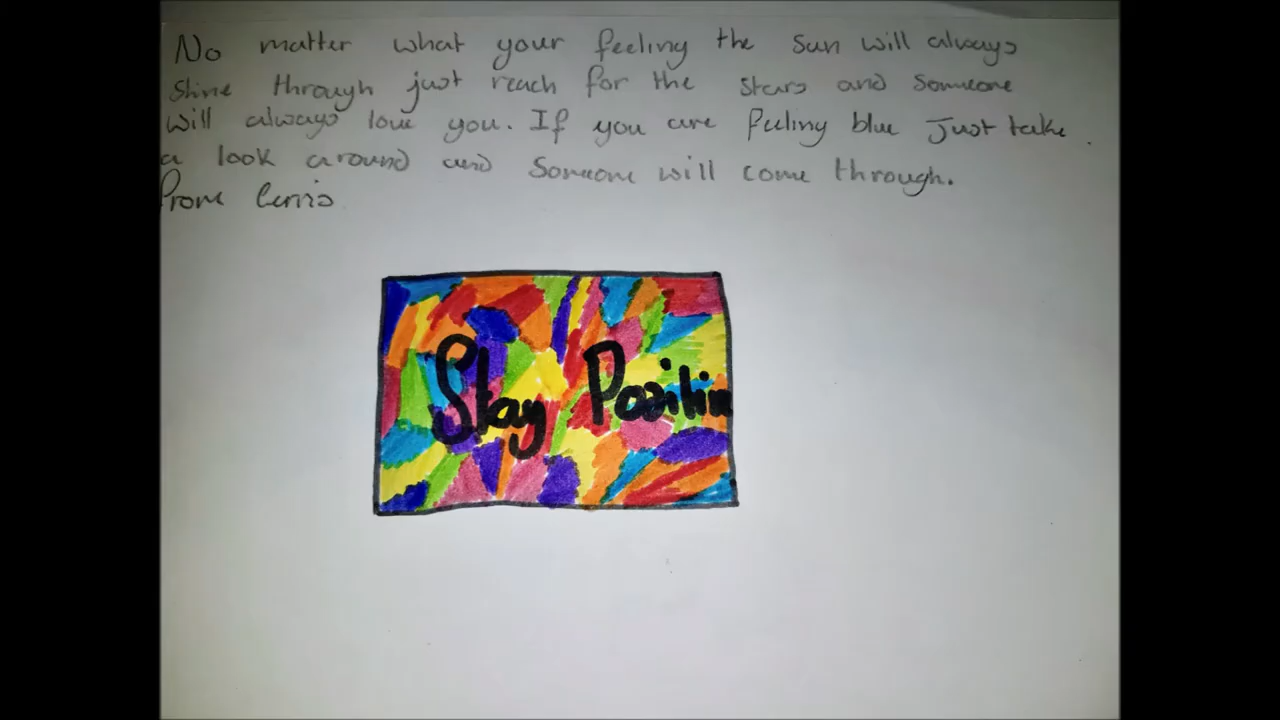 No matter what your feeling the sun will always
shine through just reach for the stars and someone
will always love you. If you are feeling blue Just take
a look around and someone will come through.
From
Stay Positiv